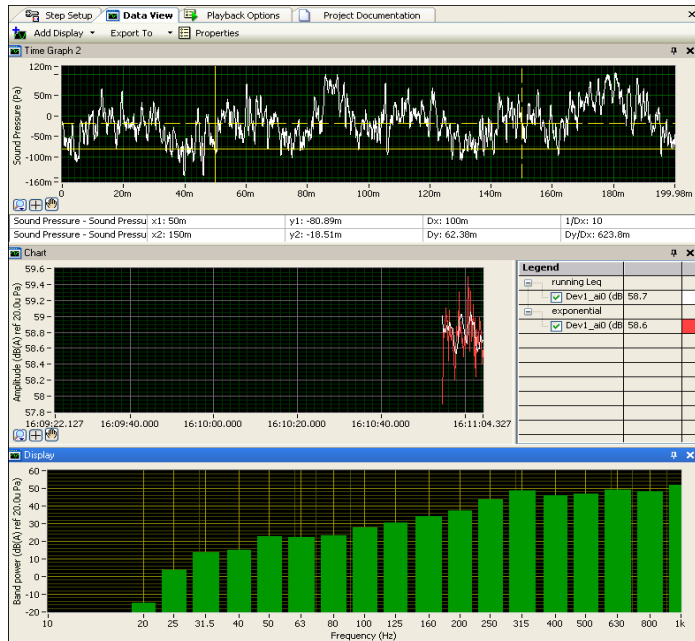 Step Setup Data View Playback Options Project Documentation
Add Display Export To Properties
Time Graph 2
Sound Pressure (Pa)
120m
50m
0
-50m
-100m
-160m
0 20m 40m 60m 80m 100m 120m 140m 160m 180m 199.98m
Sound Pressure - Sound Pressu x1: 50m y1: -80.89m Dx: 100m 1/Dx: 10
Sound Pressure - Sound Pressu x2: 150m y2: -18.51m Dy: 62.38m Dy/Dx: 623.8m
Chart
Amplitude (dB(A) ref 20.0u Pa)
59.6
59.4
59.2
59
58.8
58.6
58.4
58.2
58
57.8
16:09:22.127 16:09:40.000 16:10:00.000 16:10:20.000 16:10:40.000 16:11:04.327
Legend
running Leq
Dev1_ai0 (dB 58.7
exponential
Dev1_ai0 (dB 58.6
Display
Band power (dB(A) ref 20.0u Pa)
60
50
40
30
20
10
0
-10
-20
10 20 25 31.5 40 50 63 80 100 125 160 200 250 315 400 500 630 800 1k
Frequency (Hz)